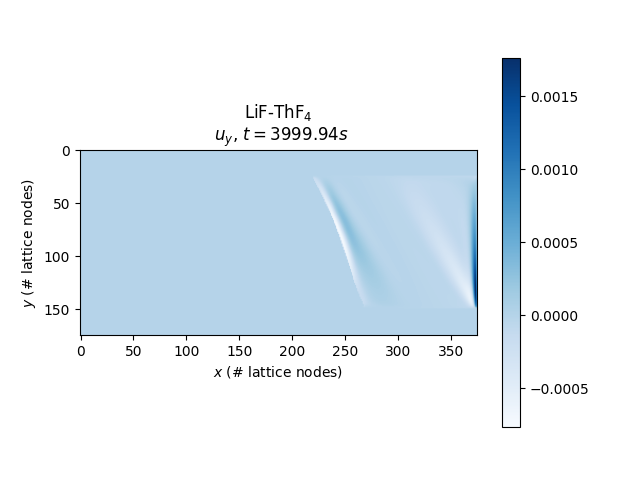 LiF-ThF₄
u_y, t = 3999.94s
0
50
100
150
y (# lattice nodes)
0 50 100 150 200 250 300 350
x (# lattice nodes)
0.0015
0.0010
0.0005
0.0000
−0.0005